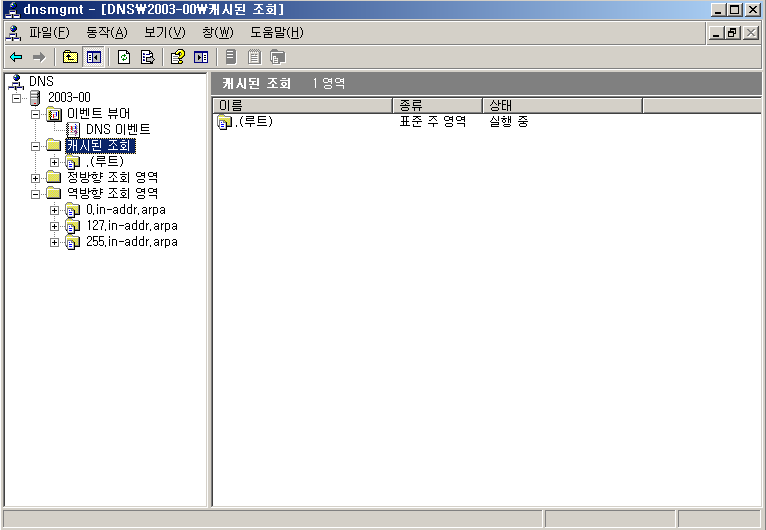 dnsmgmt - [DNS₩2003-00₩캐시된 조회]
파일(F) 동작(A) 보기(V) 창(W) 도움말(H)
DNS
2003-00
이벤트 뷰어
DNS 이벤트
캐시된 조회
.(루트)
정방향 조회 영역
역방향 조회 영역
0.in-addr.arpa
127.in-addr.arpa
255.in-addr.arpa
캐시된 조회 1 영역
이름 종류 상태
.(루트) 표준 주 영역 실행 중